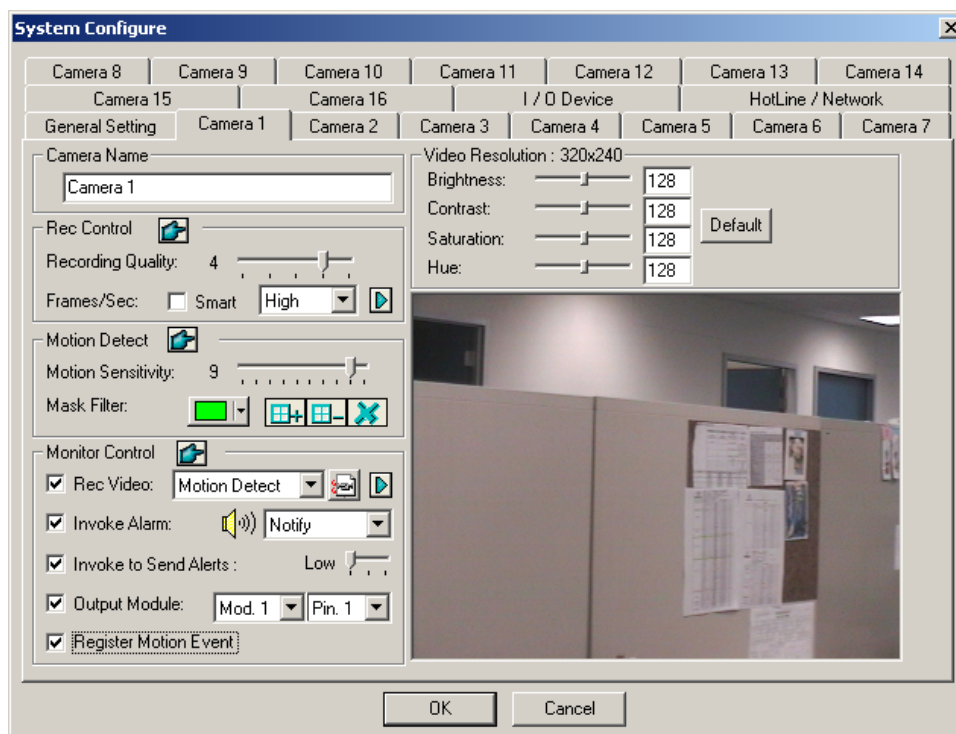 System Configure
Camera 8 Camera 9 Camera 10 Camera 11 Camera 12 Camera 13 Camera 14
Camera 15 Camera 16 I / O Device HotLine / Network
General Setting Camera 1 Camera 2 Camera 3 Camera 4 Camera 5 Camera 6 Camera 7
Camera Name
Camera 1
Rec Control
Recording Quality: 4
Frames/Sec: Smart High
Motion Detect
Motion Sensitivity: 9
Mask Filter:
Monitor Control
Rec Video: Motion Detect
Invoke Alarm: Notify
Invoke to Send Alerts : Low
Output Module: Mod. 1 Pin. 1
Register Motion Event
Video Resolution : 320x240
Brightness: 128
Contrast: 128
Saturation: 128
Hue: 128
Default
OK Cancel